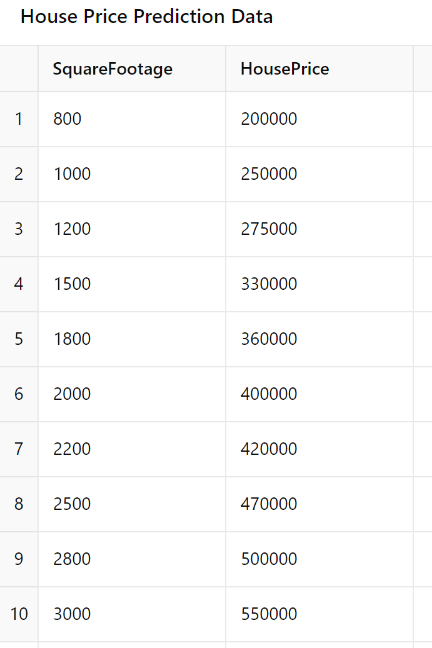 House Price Prediction Data
SquareFootage HousePrice
1 800 200000
2 1000 250000
3 1200 275000
4 1500 330000
5 1800 360000
6 2000 400000
7 2200 420000
8 2500 470000
9 2800 500000
10 3000 550000